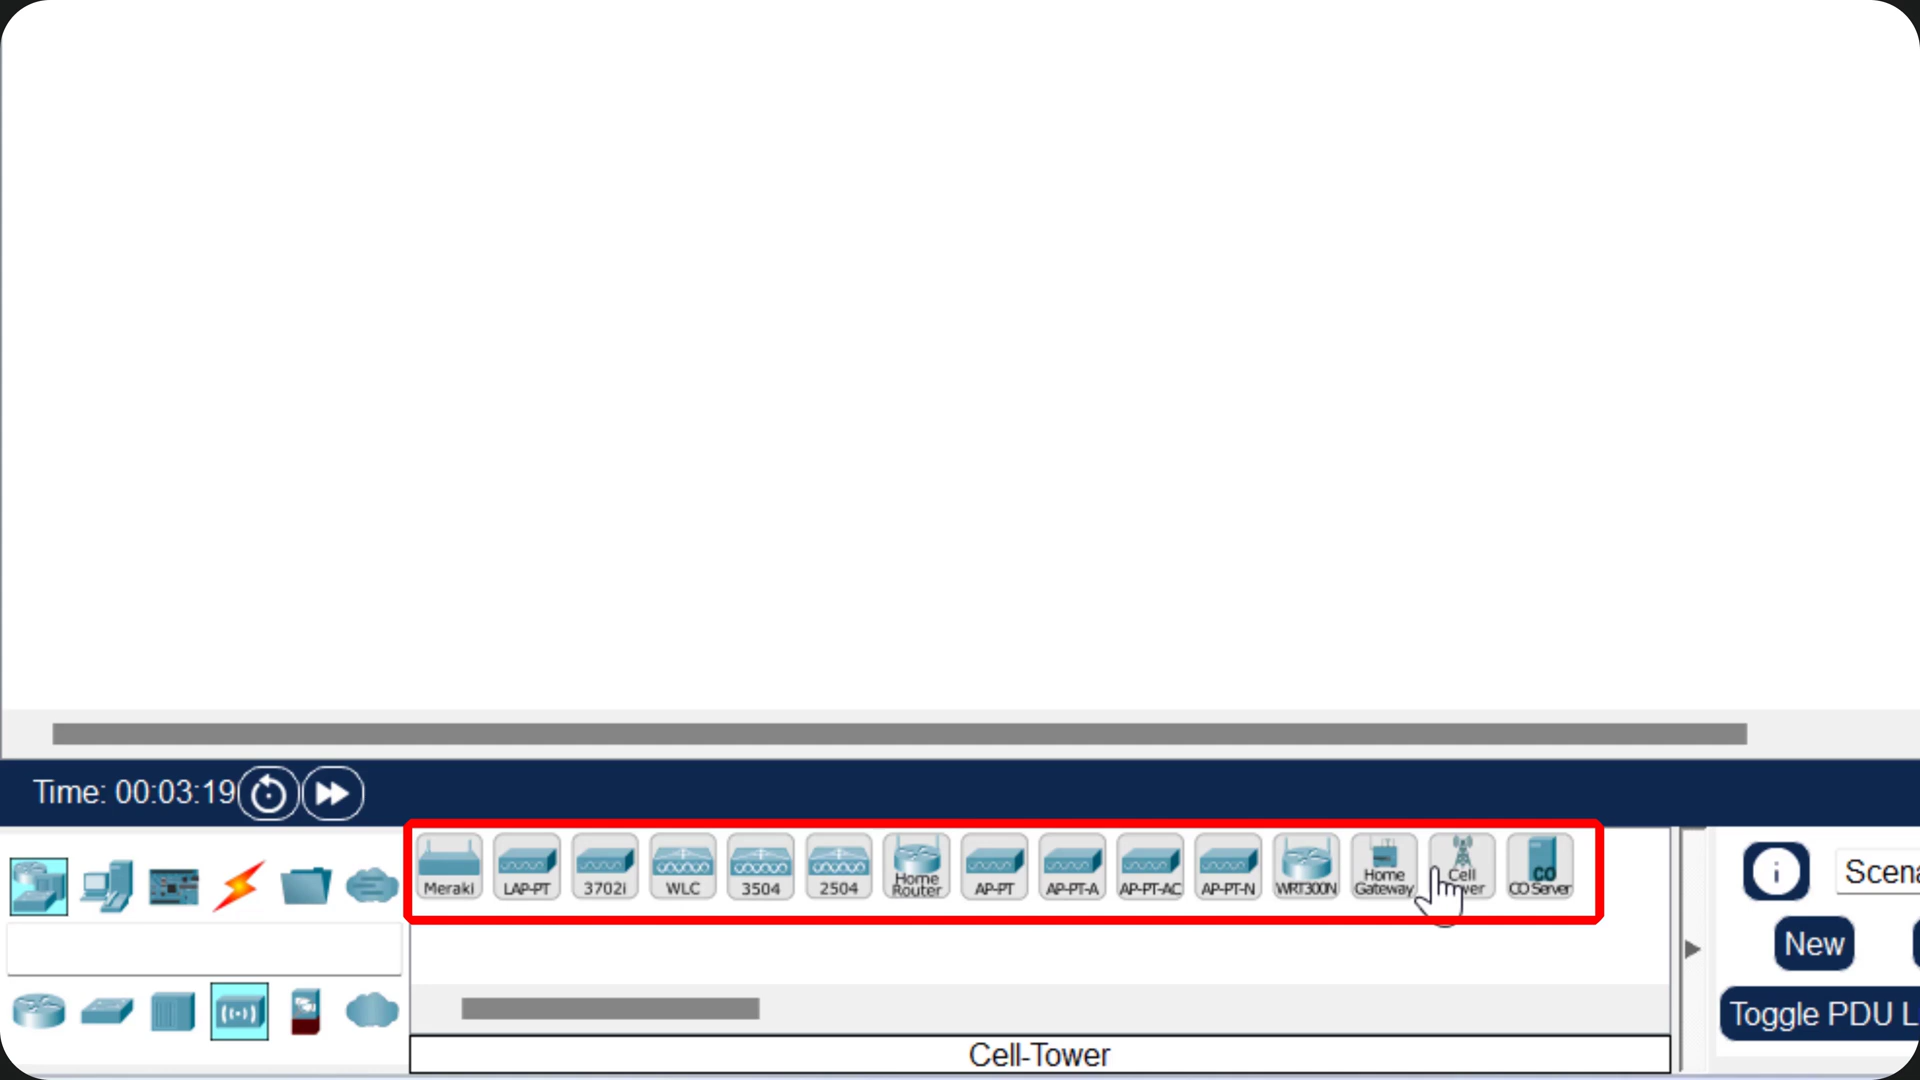 Time: 00:03:19
Meraki
LAP-PT
3702i
WLC
3504
2504
Home
Router
AP-PT
AP-PT-A
AP-PT-AC
AP-PT-N
WRT300N
Home
Gateway
Cell
wer
CO
CO Server
Scena
New
Toggle PDU L
Cell-Tower